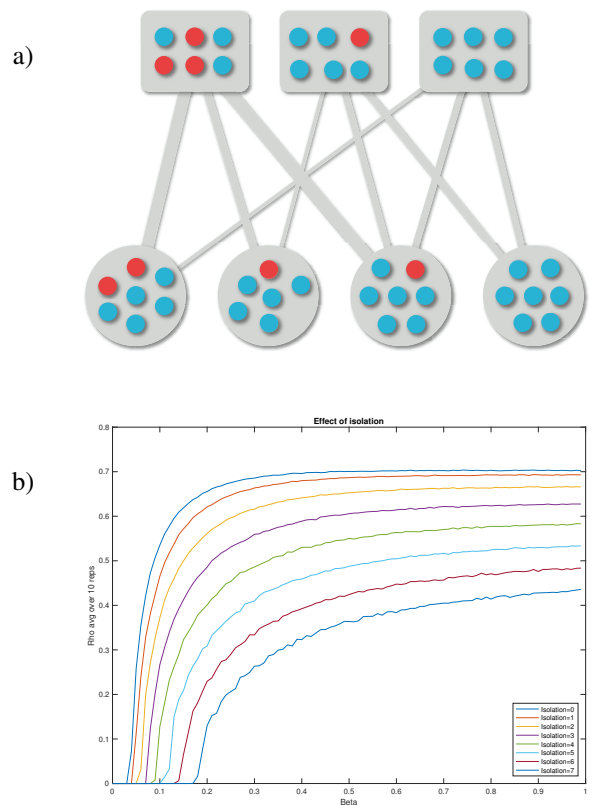 a)
b)
Effect of isolation
0.8
0.7
0.6
0.5
0.4
0.3
0.2
0.1
0
Rho avg over 10 reps
0
0.1
0.2
0.3
0.4
0.5
0.6
0.7
0.8
0.9
1
Beta
Isolation=0
Isolation=1
Isolation=2
Isolation=3
Isolation=4
Isolation=5
Isolation=6
Isolation=7